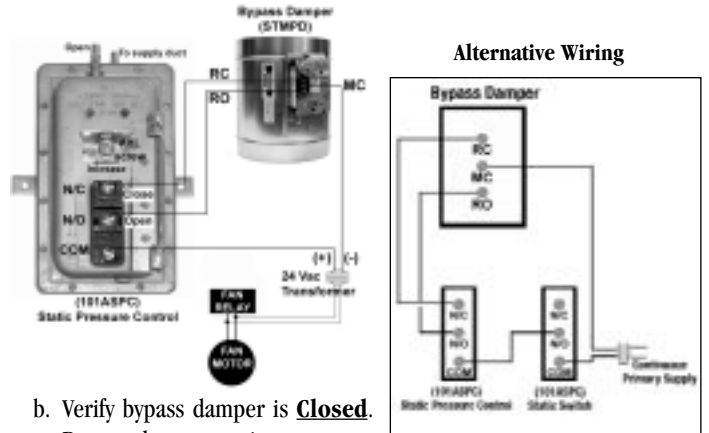 Bypass Damper
(STMPD)
Open
To supply duct
RC
RO
MC
screw
Increase
N/C
Close
N/O
Open
COM
(+) (-)
24 Vac
Transformer
(101ASPC)
Static Pressure Control
FAN
RELAY
FAN
MOTOR
b. Verify bypass damper is Closed.
Alternative Wiring
Bypass Damper
RC
MC
RO
N/C
N/O
COM
N/C
N/O
COM
Continuous
Primary Supply
(101ASPC)
Static Pressure Control
(101ASPC)
Static Switch